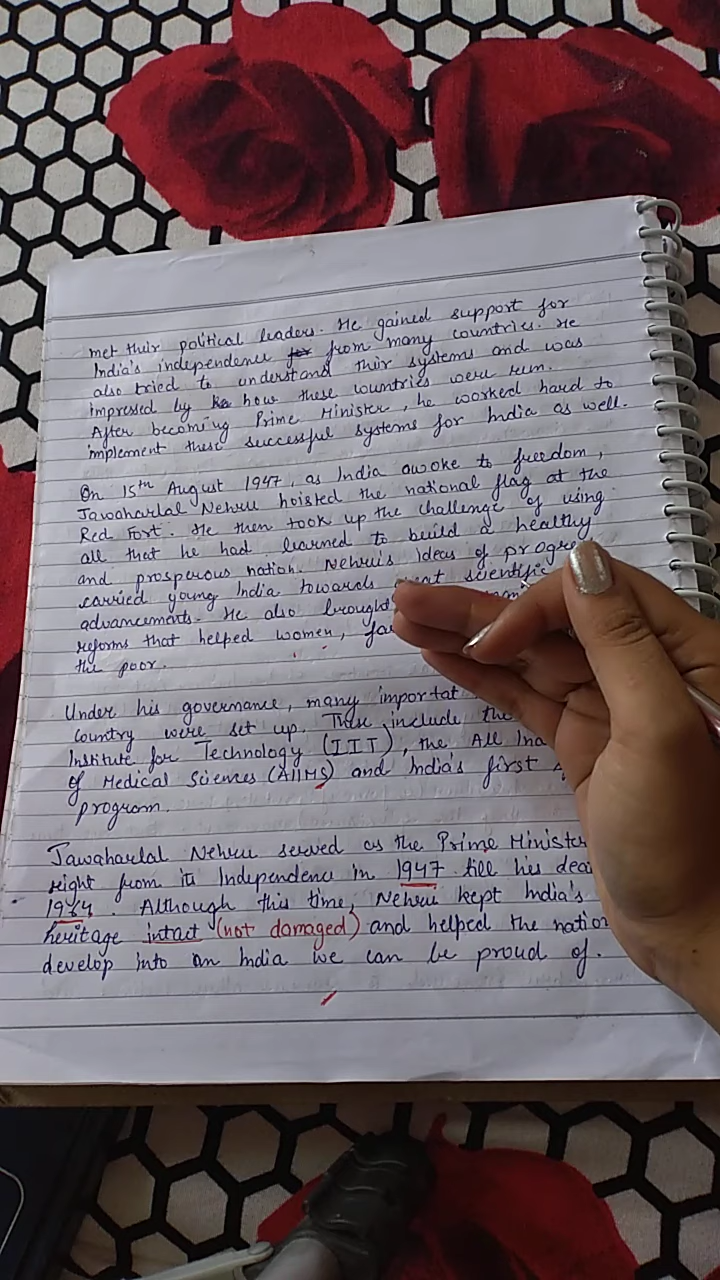 met their political leaders. He gained support for
India's independence from many countries. He
also tried to understand their systems and was
impressed by how these countries were run.
After becoming Prime Minister, he worked hard to
implement these successful systems for India as well.
On 15th August 1947, as India awoke to freedom,
Jawaharlal Nehru hoisted the national flag at the
Red Fort. He then took up the challenge of using
all that he had learned to build a healthy
and prosperous nation. Nehru's ideas of progre
carried young India towards great scientific
advancements. He also brought
reforms that helped women, fa
the poor.
Under his governance, many importat
country were set up. These include the
Institute for Technology (IIT), the All Ind
of Medical Sciences (AIIMS) and India's first
program.
Jawaharlal Nehru served as the Prime Minister
right from its Independence in 1947 till his dea
1964. Although this time, Nehru kept India's
heritage intact (not damaged) and helped the nation
develop into an India we can be proud of.